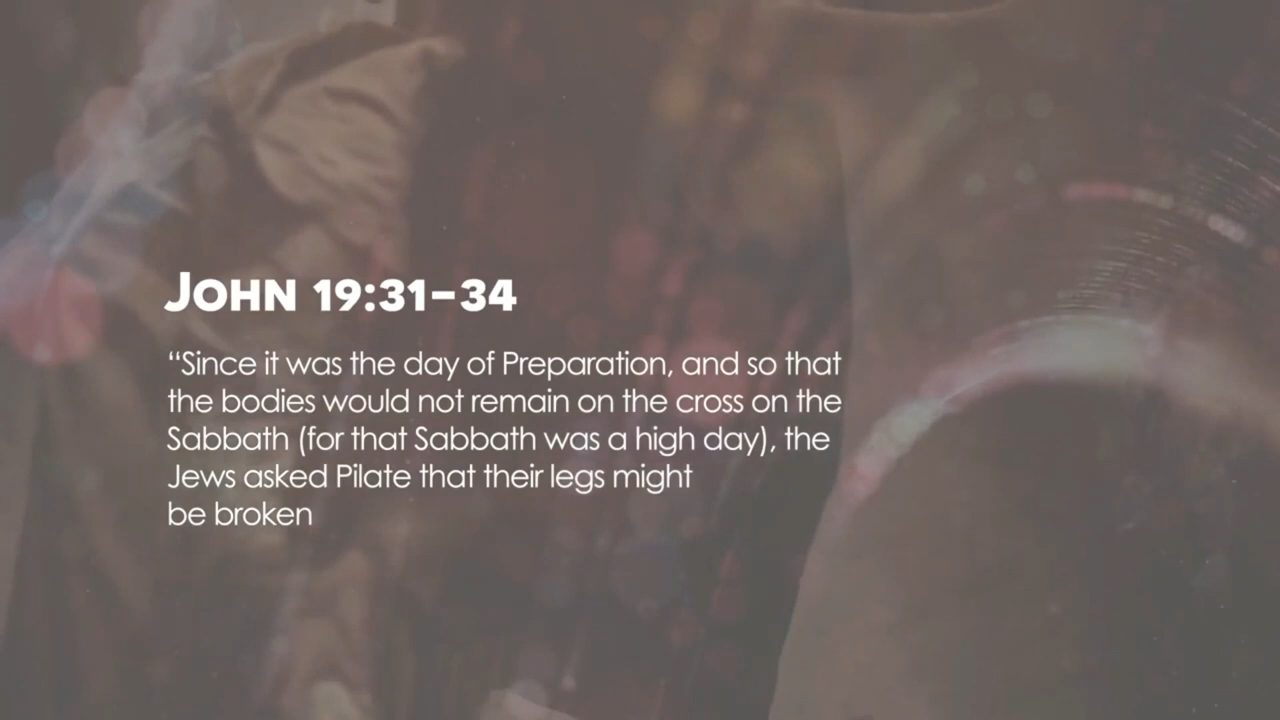 JOHN 19:31–34
“Since it was the day of Preparation, and so that
the bodies would not remain on the cross on the
Sabbath (for that Sabbath was a high day), the
Jews asked Pilate that their legs might
be broken